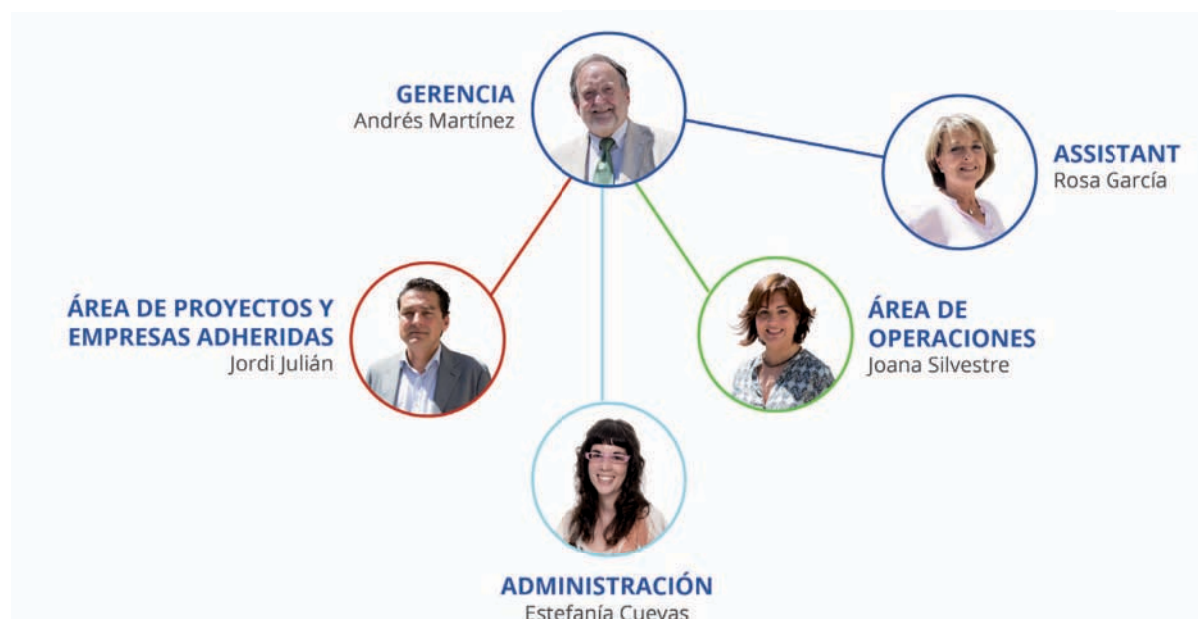 GERENCIA
Andrés Martínez
ASSISTANT
Rosa García
ÁREA DE PROYECTOS Y
EMPRESAS ADHERIDAS
Jordi Julián
ÁREA DE
OPERACIONES
Joana Silvestre
ADMINISTRACIÓN
Estefanía Cuevas